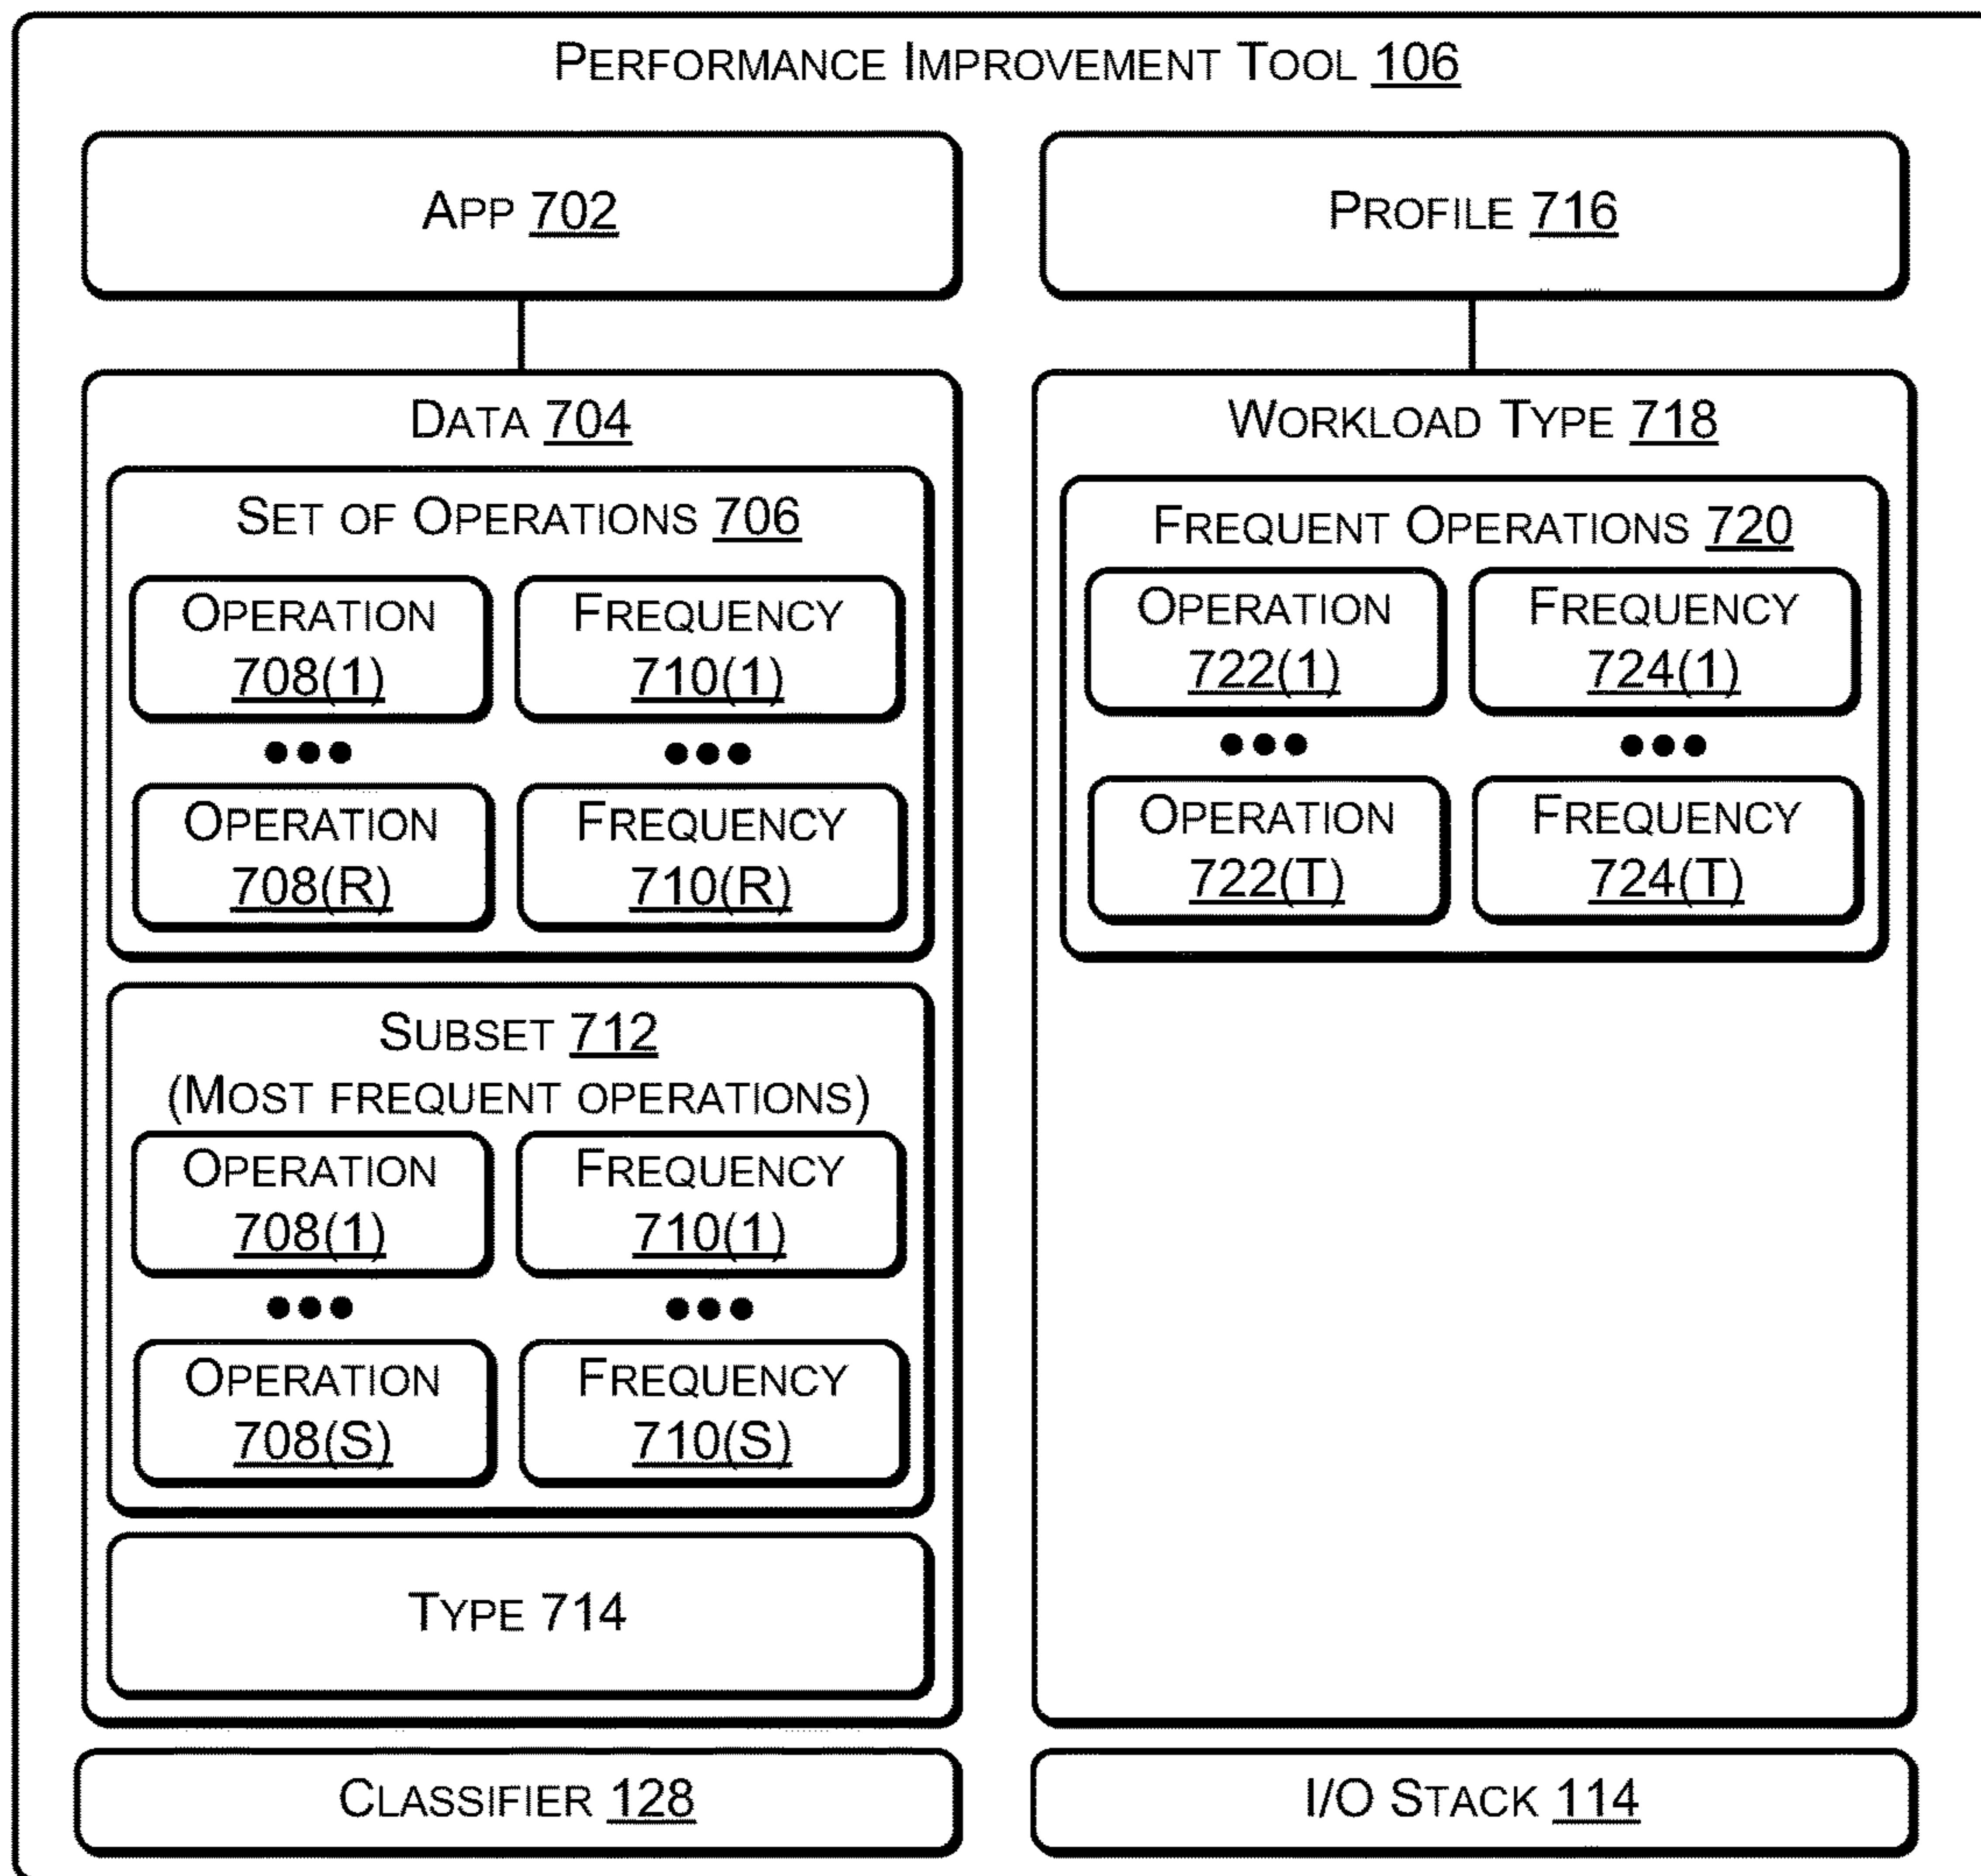 PERFORMANCE IMPROVEMENT TOOL 106
APP 702
DATA 704
SET OF OPERATIONS 706
OPERATION
708(1)
FREQUENCY
710(1)
•••
•••
OPERATION
708(R)
FREQUENCY
710(R)
SUBSET 712
(MOST FREQUENT OPERATIONS)
OPERATION
708(1)
FREQUENCY
710(1)
•••
•••
OPERATION
708(S)
FREQUENCY
710(S)
TYPE 714
CLASSIFIER 128
PROFILE 716
WORKLOAD TYPE 718
FREQUENT OPERATIONS 720
OPERATION
722(1)
FREQUENCY
724(1)
•••
•••
OPERATION
722(T)
FREQUENCY
724(T)
I/O STACK 114